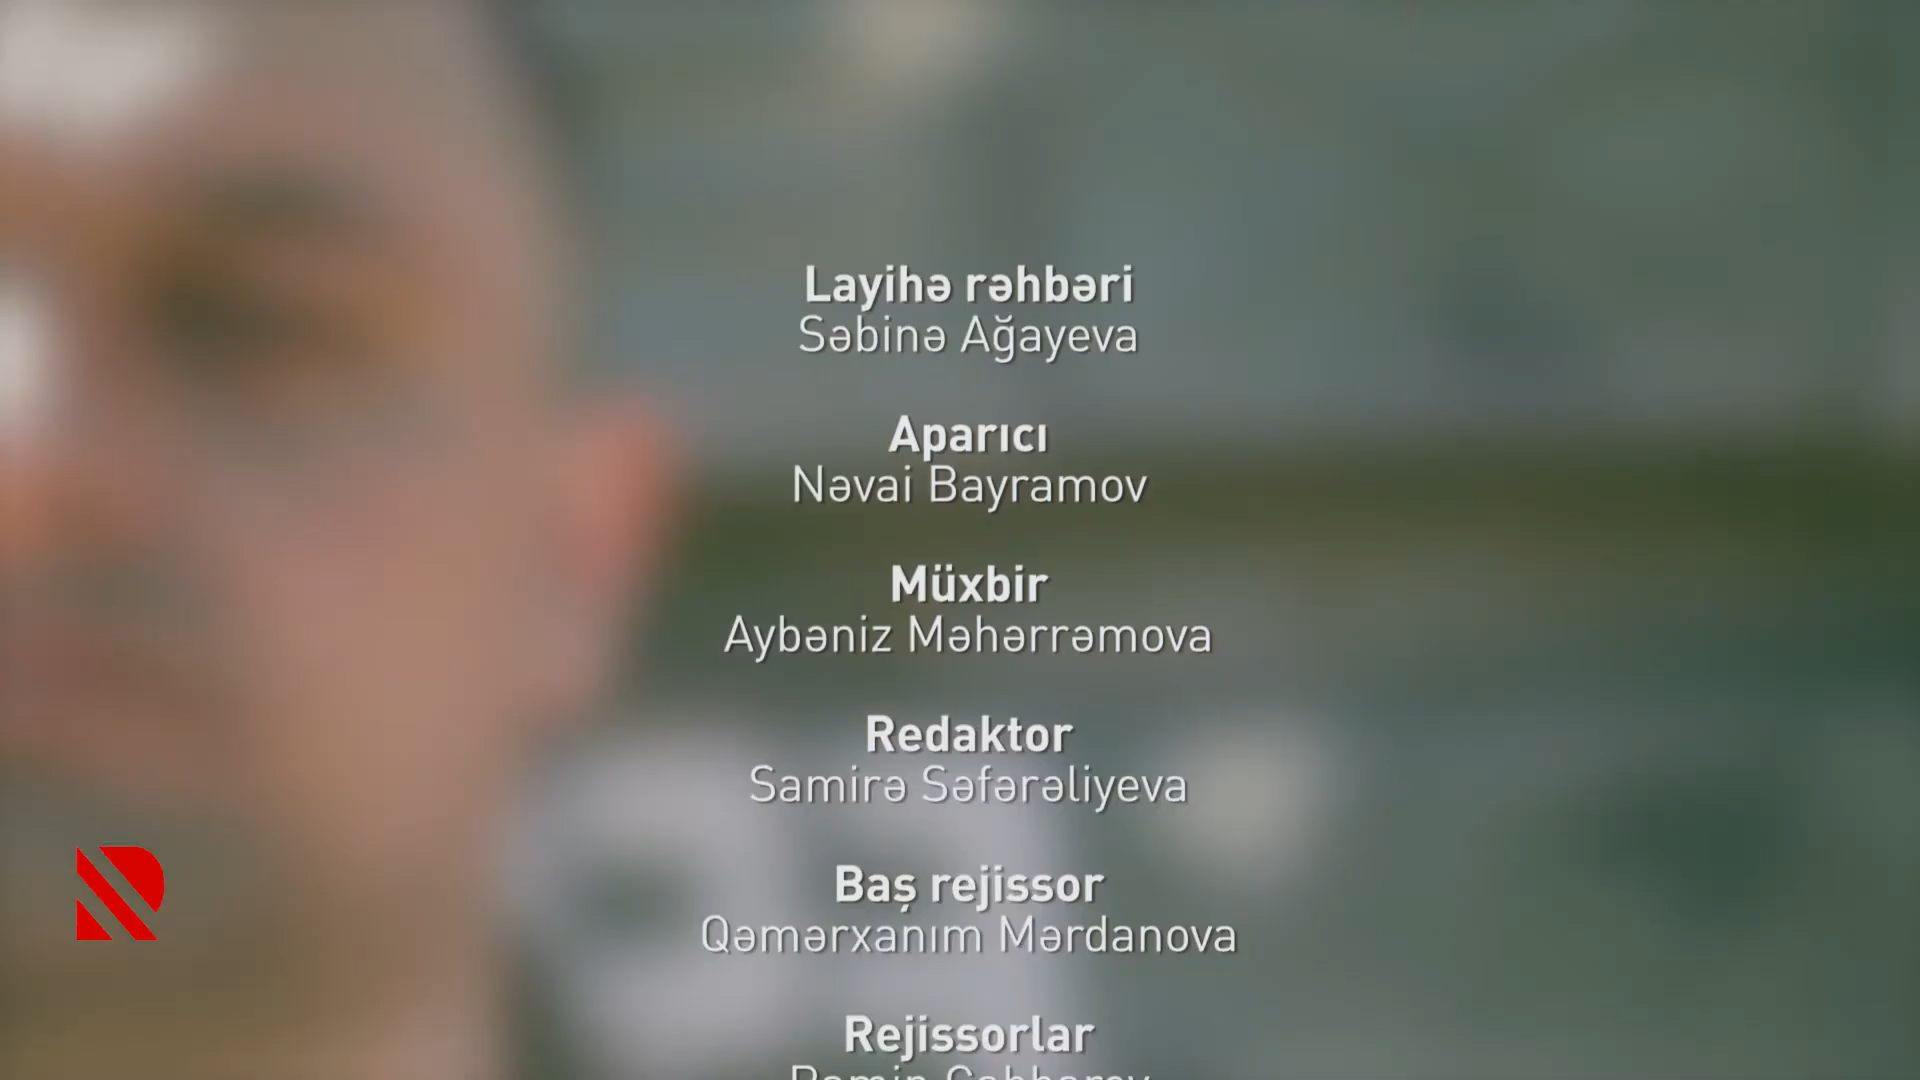 Layihə rəhbəri
Səbinə Ağayeva
Aparıcı
Nəvai Bayramov
Müxbir
Aybəniz Məhərrəmova
Redaktor
Samirə Səfərəliyeva
Baş rejissor
Qəmərxanım Mərdanova
Rejissorlar